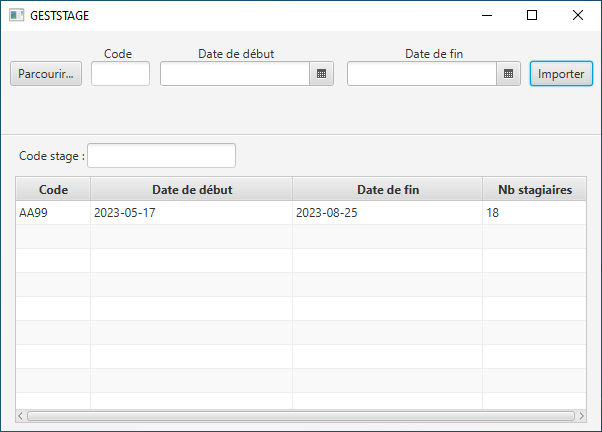 GESTSTAGE
Code Date de début Date de fin
Parcourir... Importer
Code stage :
Code Date de début Date de fin Nb stagiaires
AA99 2023-05-17 2023-08-25 18